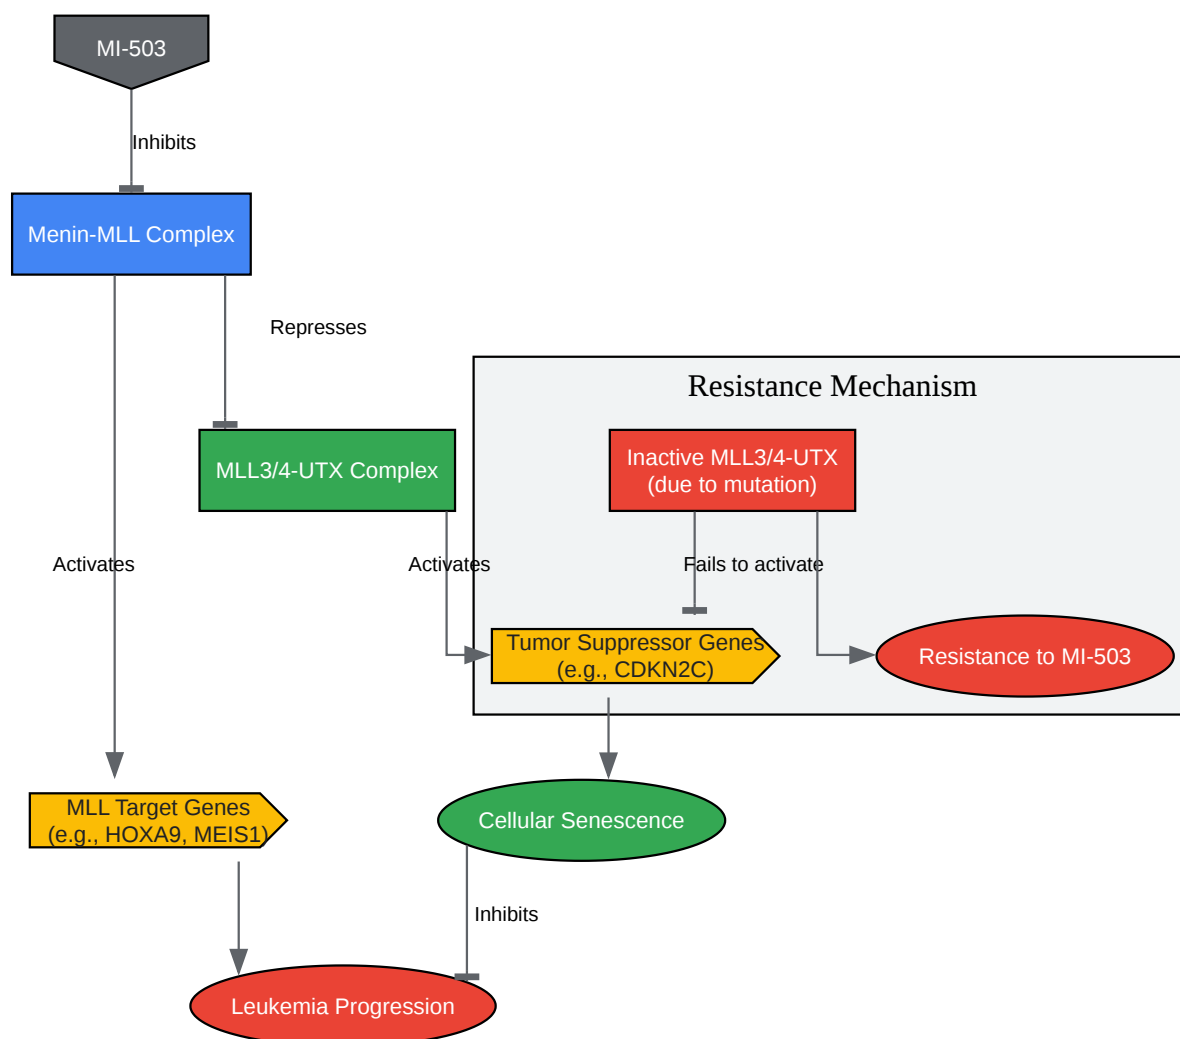 MI-503
Inhibits
Menin-MLL Complex
Represses
Resistance Mechanism
MLL3/4-UTX Complex
Inactive MLL3/4-UTX
(due to mutation)
Activates
Activates
Fails to activate
Tumor Suppressor Genes
(e.g., CDKN2C)
Resistance to MI-503
MLL Target Genes
(e.g., HOXA9, MEIS1)
Cellular Senescence
Inhibits
Leukemia Progression